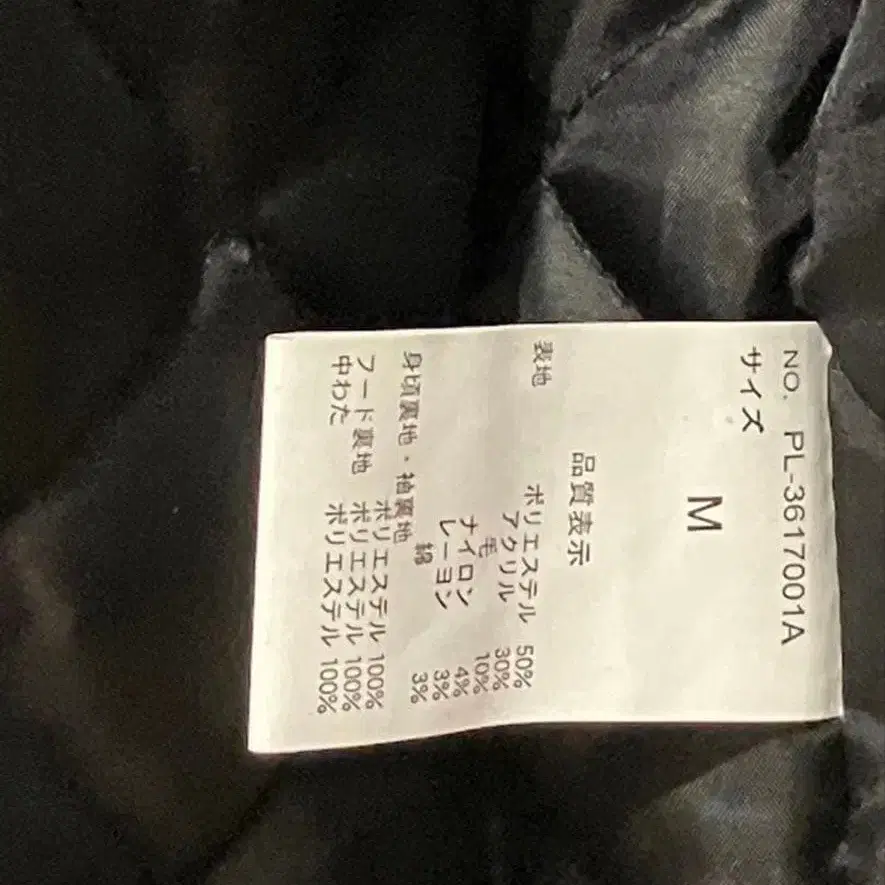 NO. PL-3617001A
サイズ
M
品質表示
表地
ポリエステル 50%
アクリル 30%
毛 10%
ナイロン 4%
レーヨン 3%
綿 3%
身頃裏地・袖裏地
ポリエステル 100%
フード裏地 ポリエステル 100%
中わた ポリエステル 100%